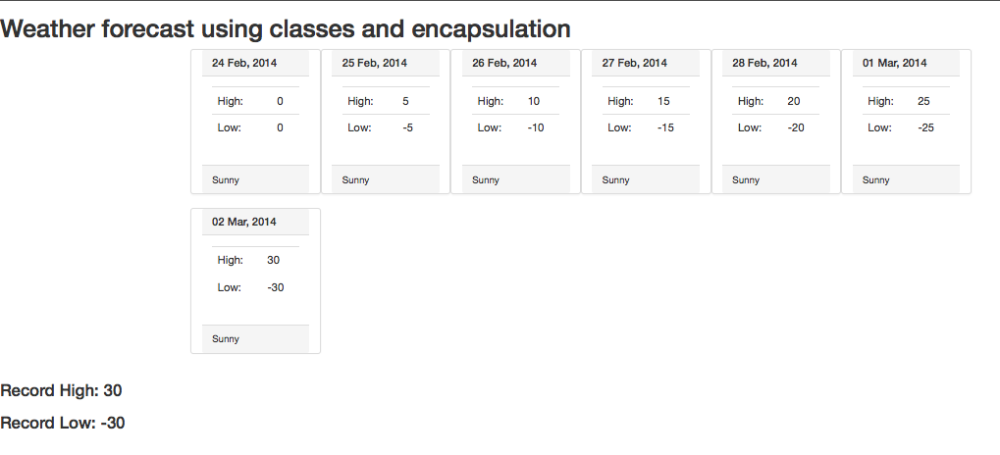 Weather forecast using classes and encapsulation
24 Feb, 2014 25 Feb, 2014 26 Feb, 2014 27 Feb, 2014 28 Feb, 2014 01 Mar, 2014
High: 0 High: 5 High: 10 High: 15 High: 20 High: 25
Low: 0 Low: -5 Low: -10 Low: -15 Low: -20 Low: -25
Sunny Sunny Sunny Sunny Sunny Sunny
02 Mar, 2014
High: 30
Low: -30
Sunny
Record High: 30
Record Low: -30